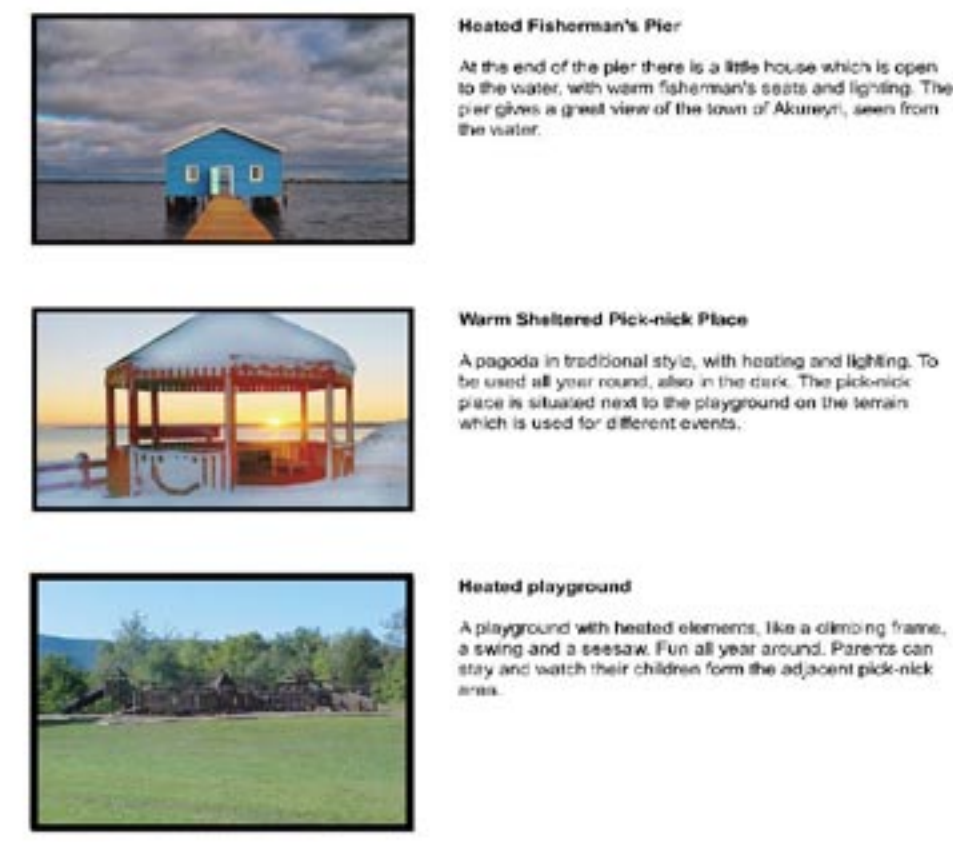 Heated Fisherman's Pier
At the end of the pier there is a little house which is open
to the water, with warm fisherman's seats and lighting. The
pier gives a great view of the town of Akureyri, seen from
the water.
Warm Sheltered Pick-nick Place
A pagoda in traditional style, with heating and lighting. To
be used all year round, also in the dark. The pick-nick
place is situated next to the playground on the terrain
which is used for different events.
Heated playground
A playground with heated elements, like a climbing frame,
a swing and a seesaw. Fun all year around. Parents can
stay and watch their children form the adjacent pick-nick
area.